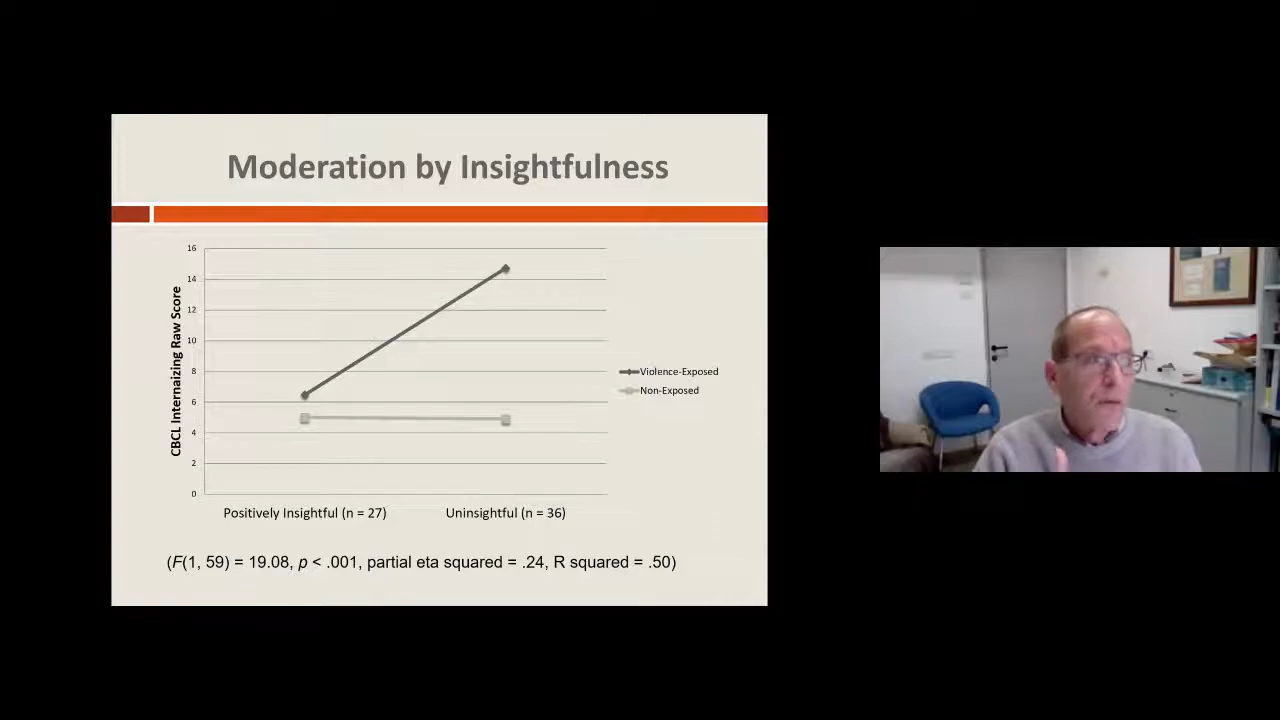 Moderation by Insightfulness
CBCL Internaizing Raw Score
16
14
12
10
8
6
4
2
0
Violence-Exposed
Non-Exposed
Positively Insightful (n = 27)
Uninsightful (n = 36)
(F(1, 59) = 19.08, p < .001, partial eta squared = .24, R squared = .50)